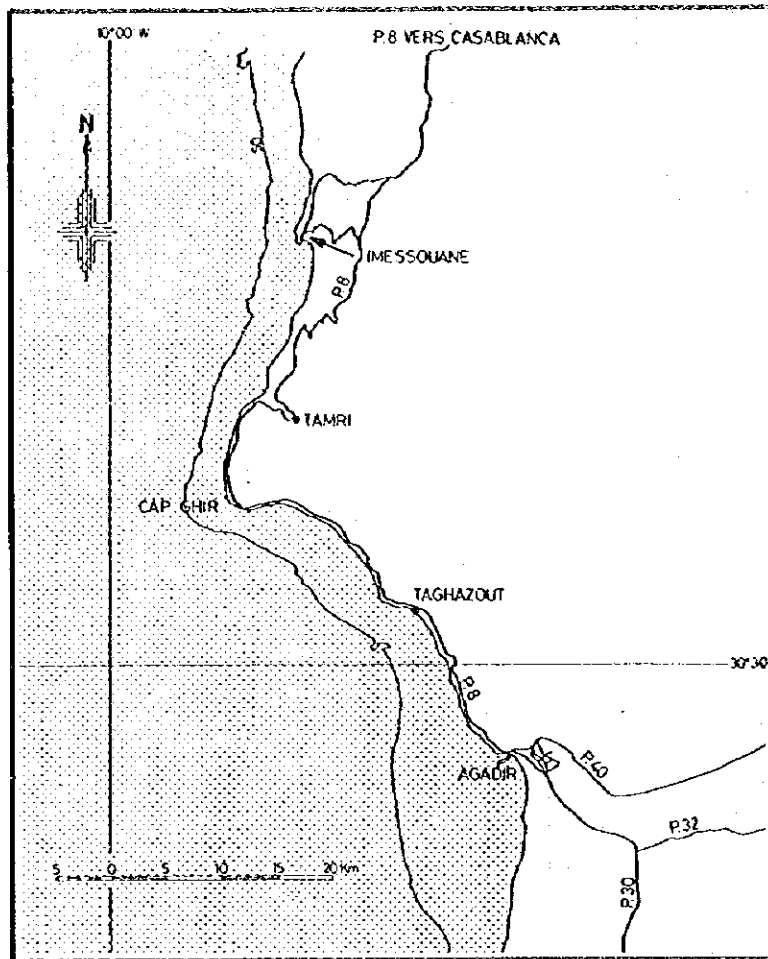 10°00 W
P.8 VERS CASABLANCA
N
IMESSOUANE
P.8
TAMRI
CAP GHIR
TAGHAZOUT
30°30
P.8
AGADIR
P.40
P.32
5 0 5 10 15 20 Km
P.30